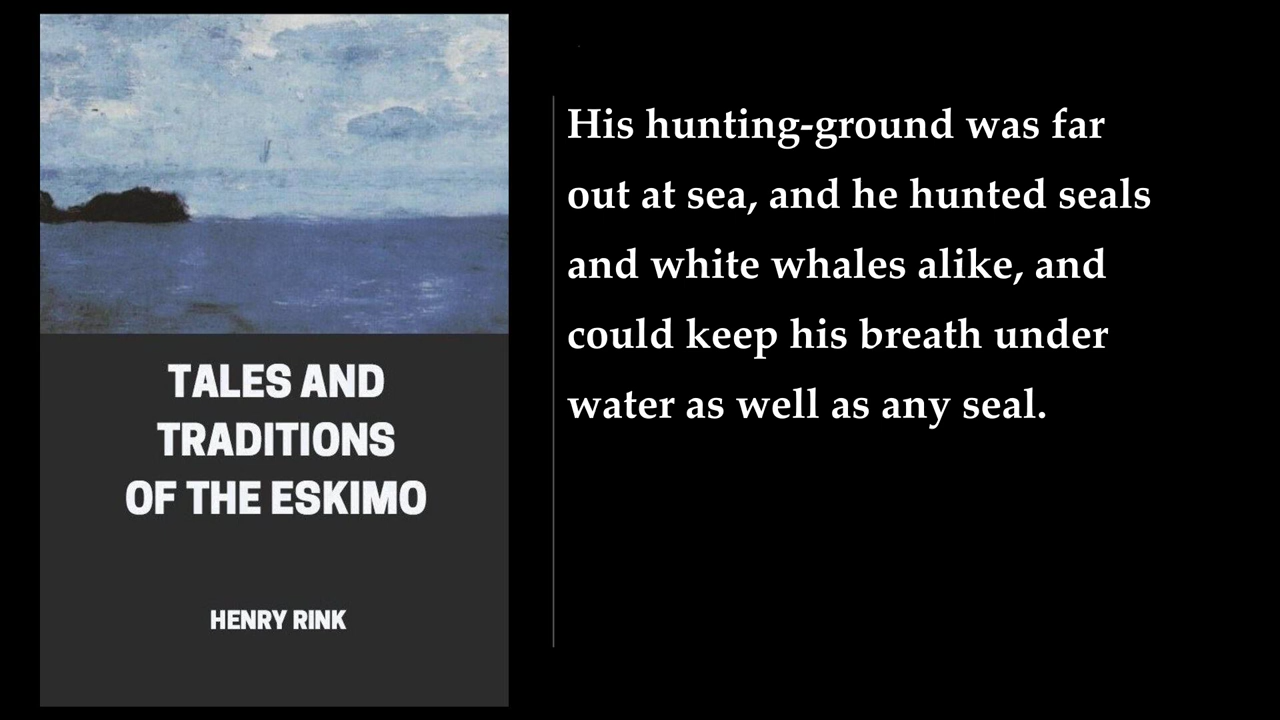 TALES AND
TRADITIONS
OF THE ESKIMO
HENRY RINK
His hunting-ground was far
out at sea, and he hunted seals
and white whales alike, and
could keep his breath under
water as well as any seal.